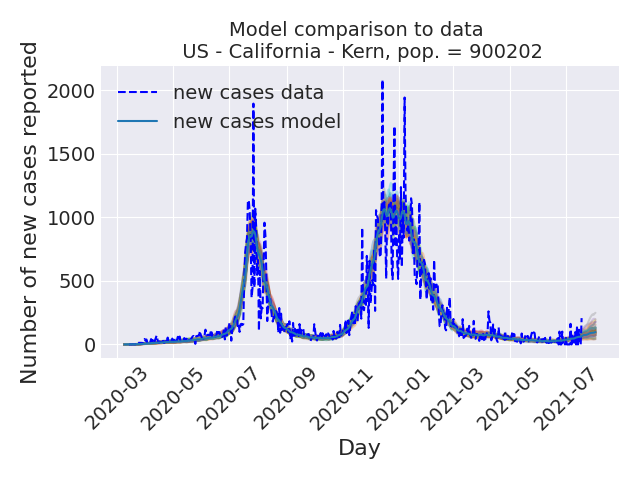 Model comparison to data
US - California - Kern, pop. = 900202
Number of new cases reported
2000
1500
1000
500
0
new cases data
new cases model
2020-03
2020-05
2020-07
2020-09
2020-11
2021-01
2021-03
2021-05
2021-07
Day